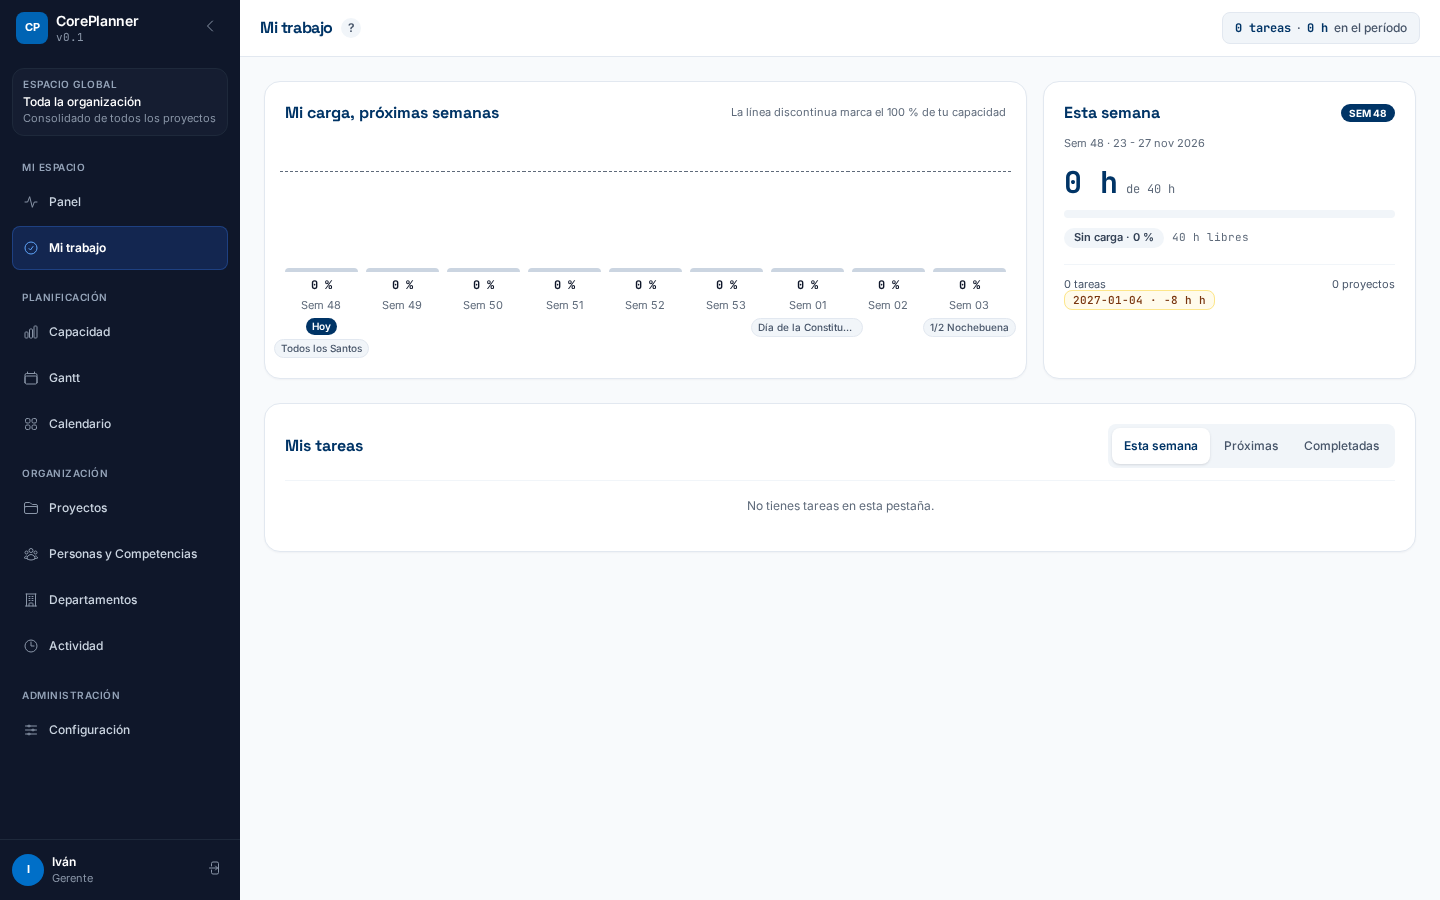 CP
CorePlanner
v0.1
ESPACIO GLOBAL
Toda la organización
Consolidado de todos los proyectos
MI ESPACIO
Panel
Mi trabajo
PLANIFICACIÓN
Capacidad
Gantt
Calendario
ORGANIZACIÓN
Proyectos
Personas y Competencias
Departamentos
Actividad
ADMINISTRACIÓN
Configuración
I
Iván
Gerente
Mi trabajo ?
0 tareas · 0 h en el período
Mi carga, próximas semanas
La línea discontinua marca el 100 % de tu capacidad
0 % 0 % 0 % 0 % 0 % 0 % 0 % 0 % 0 %
Sem 48 Sem 49 Sem 50 Sem 51 Sem 52 Sem 53 Sem 01 Sem 02 Sem 03
Hoy Día de la Constitu... 1/2 Nochebuena
Todos los Santos
Esta semana
SEM 48
Sem 48 · 23 - 27 nov 2026
0 h de 40 h
Sin carga · 0 % 40 h libres
0 tareas 0 proyectos
2027-01-04 · -8 h h
Mis tareas
Esta semana Próximas Completadas
No tienes tareas en esta pestaña.